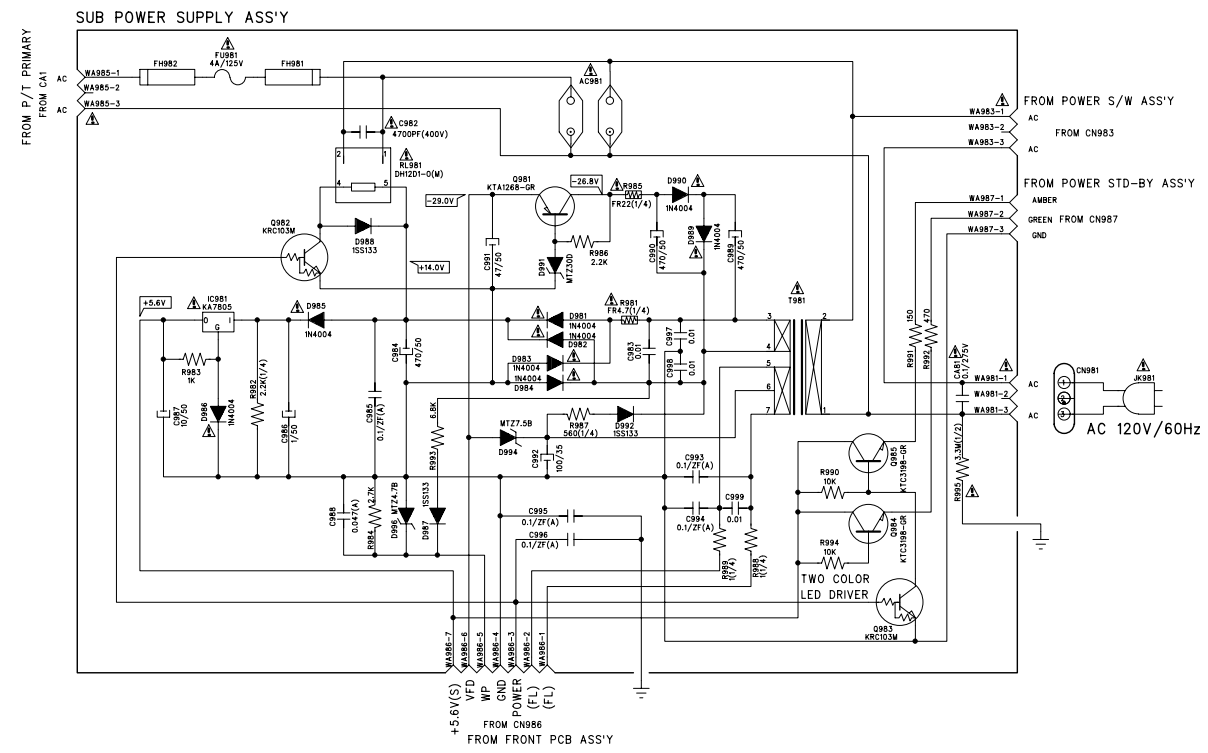 SUB POWER SUPPLY ASS'Y
FROM P/T PRIMARY
FROM CA1
AC
WA985-1
WA985-2
AC
WA985-3
FH982
FU981
4A/125V
FH981
AC981
C982
4700PF(400V)
2
1
RL981
DH12D1-0(M)
4
5
WA983-1
FROM POWER S/W ASS'Y
AC
WA983-2
FROM CN983
WA983-3
AC
FROM POWER STD-BY ASS'Y
WA987-1
AMBER
WA987-2
GREEN FROM CN987
WA987-3
GND
Q981
KTA1268-GR
-26.8V
-29.0V
R985
FR22(1/4)
D990
1N4004
Q982
KRC103M
D988
1SS133
+14.0V
C991
47/50
D991
MTZ30D
R986
2.2K
C990
470/50
D989
1N4004
C989
470/50
T981
+5.6V
IC981
KA7805
O
I
G
D985
1N4004
D981
1N4004
1N4004
D982
D983
1N4004
1N4004
D984
R981
FR4.7(1/4)
C997
0.01
C983
0.01
C998
0.01
3
2
4
5
6
7
1
R991
150
R992
470
CA81
0.1/275V
R983
1K
C987
10/50
D986
1N4004
R982
2.2K(1/4)
C986
1/50
C985
0.1/ZF(A)
C984
470/50
R993
6.8K
MTZ7.5B
D994
R987
560(1/4)
D992
1SS133
C992
100/35
WA981-1
AC
WA981-2
WA981-3
AC
CN981
1
2
3
JK981
AC 120V/60Hz
C988
0.047(A)
R984
2.7K
D996
MTZ4.7B
D987
1SS133
C993
0.1/ZF(A)
C995
0.1/ZF(A)
C996
0.1/ZF(A)
C994
0.1/ZF(A)
C999
0.01
R989
1(1/4)
R988
1(1/4)
Q985
KTC3198-GR
R990
10K
R995
3.3M(1/2)
Q984
KTC3198-GR
R994
10K
TWO COLOR
LED DRIVER
Q983
KRC103M
WA986-7
WA986-6
WA986-5
WA986-4
WA986-3
WA986-2
WA986-1
+5.6V(S)
VFD
WP
GND
POWER
(FL)
(FL)
FROM CN986
FROM FRONT PCB ASS'Y